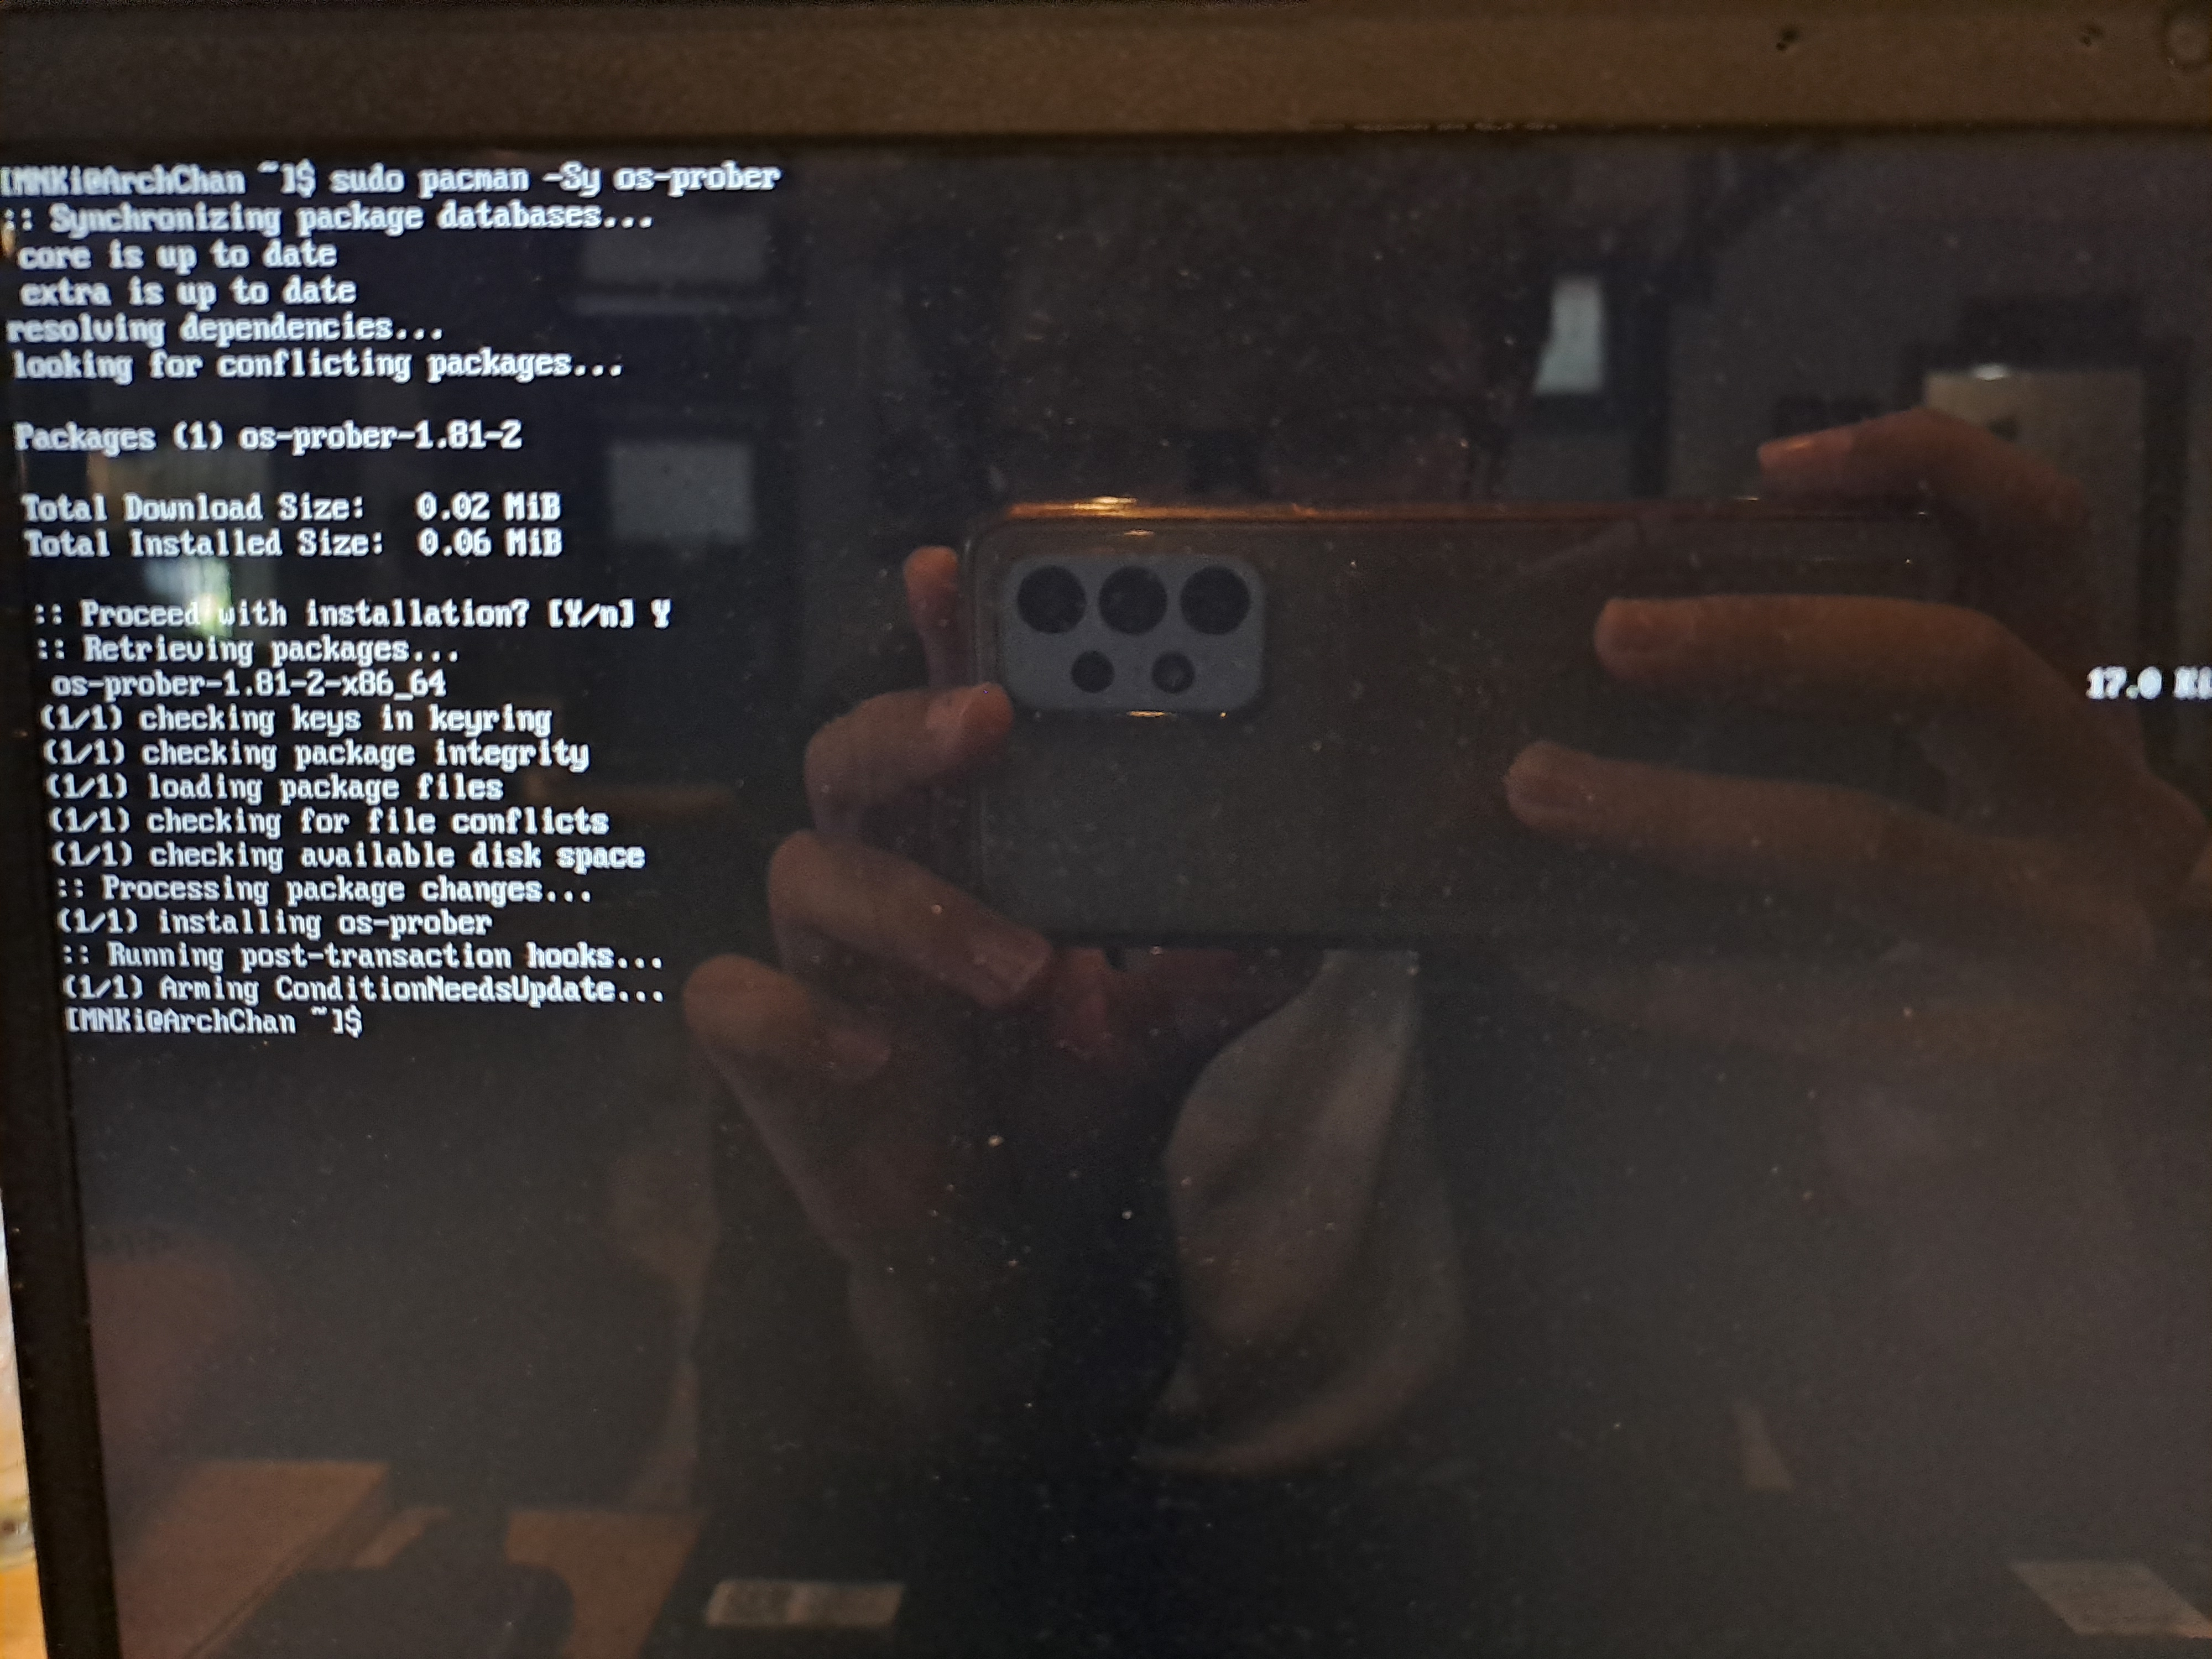 [MNKi@ArchChan ~]$ sudo pacman -Sy os-prober
:: Synchronizing package databases...
core is up to date
extra is up to date
resolving dependencies...
looking for conflicting packages...
Packages (1) os-prober-1.81-2
Total Download Size: 0.02 MiB
Total Installed Size: 0.06 MiB
:: Proceed with installation? [Y/n] Y
:: Retrieving packages...
os-prober-1.81-2-x86_64 17.0
(1/1) checking keys in keyring
(1/1) checking package integrity
(1/1) loading package files
(1/1) checking for file conflicts
(1/1) checking available disk space
:: Processing package changes...
(1/1) installing os-prober
:: Running post-transaction hooks...
(1/1) Arming ConditionNeedsUpdate...
[MNKi@ArchChan ~]$